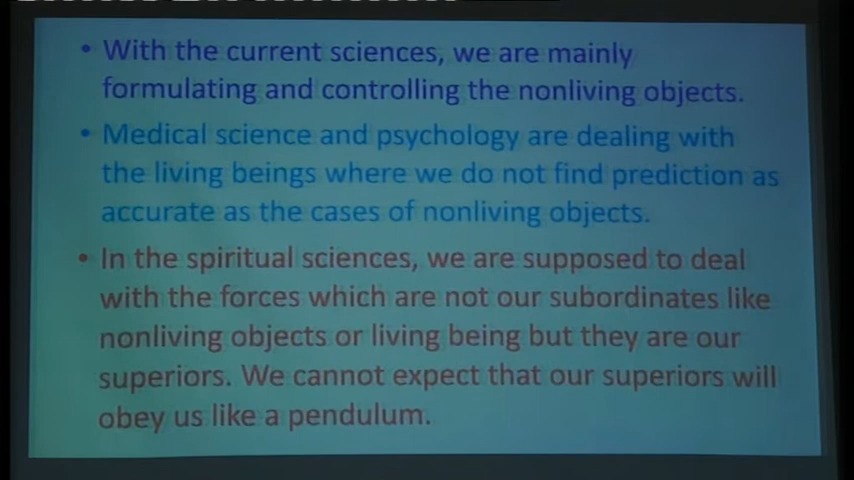 • With the current sciences, we are mainly
formulating and controlling the nonliving objects.
• Medical science and psychology are dealing with
the living beings where we do not find prediction as
accurate as the cases of nonliving objects.
• In the spiritual sciences, we are supposed to deal
with the forces which are not our subordinates like
nonliving objects or living being but they are our
superiors. We cannot expect that our superiors will
obey us like a pendulum.